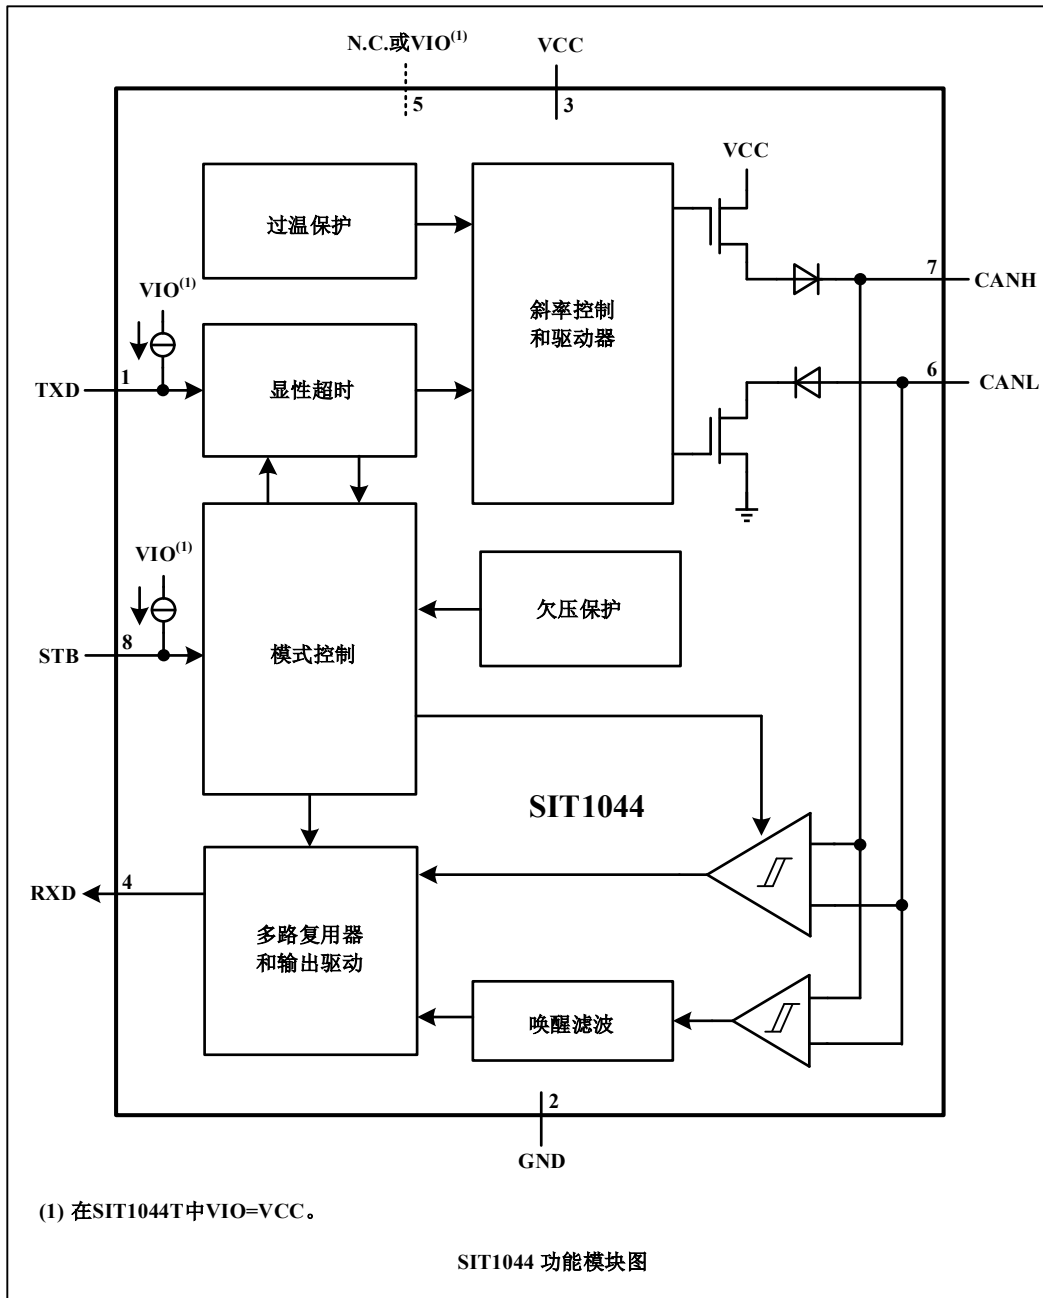 N.C.或VIO(1)
VCC
5
3
VCC
过温保护
7
CANH
VIO(1)
斜率控制
和驱动器
TXD
1
显性超时
6
CANL
VIO(1)
欠压保护
STB
8
模式控制
SIT1044
RXD
4
多路复用器
和输出驱动
唤醒滤波
2
GND
(1) 在SIT1044T中VIO=VCC。
SIT1044 功能模块图